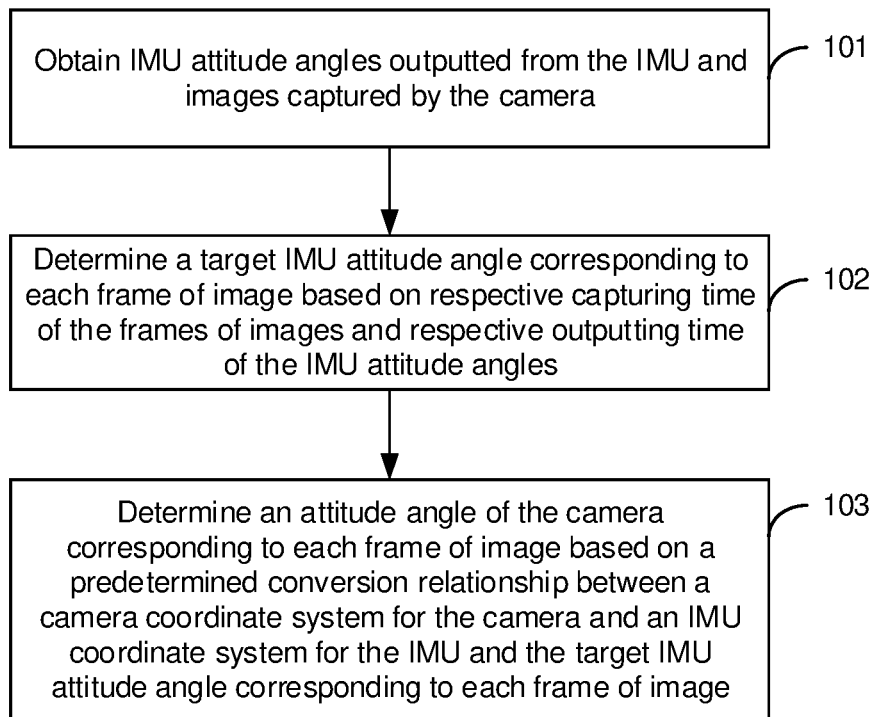 Obtain IMU attitude angles outputted from the IMU and
images captured by the camera
101
Determine a target IMU attitude angle corresponding to
each frame of image based on respective capturing time
of the frames of images and respective outputting time
of the IMU attitude angles
102
Determine an attitude angle of the camera
corresponding to each frame of image based on a
predetermined conversion relationship between a
camera coordinate system for the camera and an IMU
coordinate system for the IMU and the target IMU
attitude angle corresponding to each frame of image
103